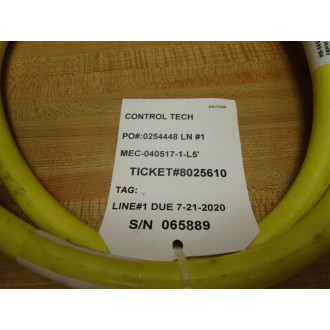 CONTROL TECH
PO#:0254448 LN #1
MEC-040517-1-L5'
TICKET#8025610
TAG:
LINE#1 DUE 7-21-2020
S/N 065889